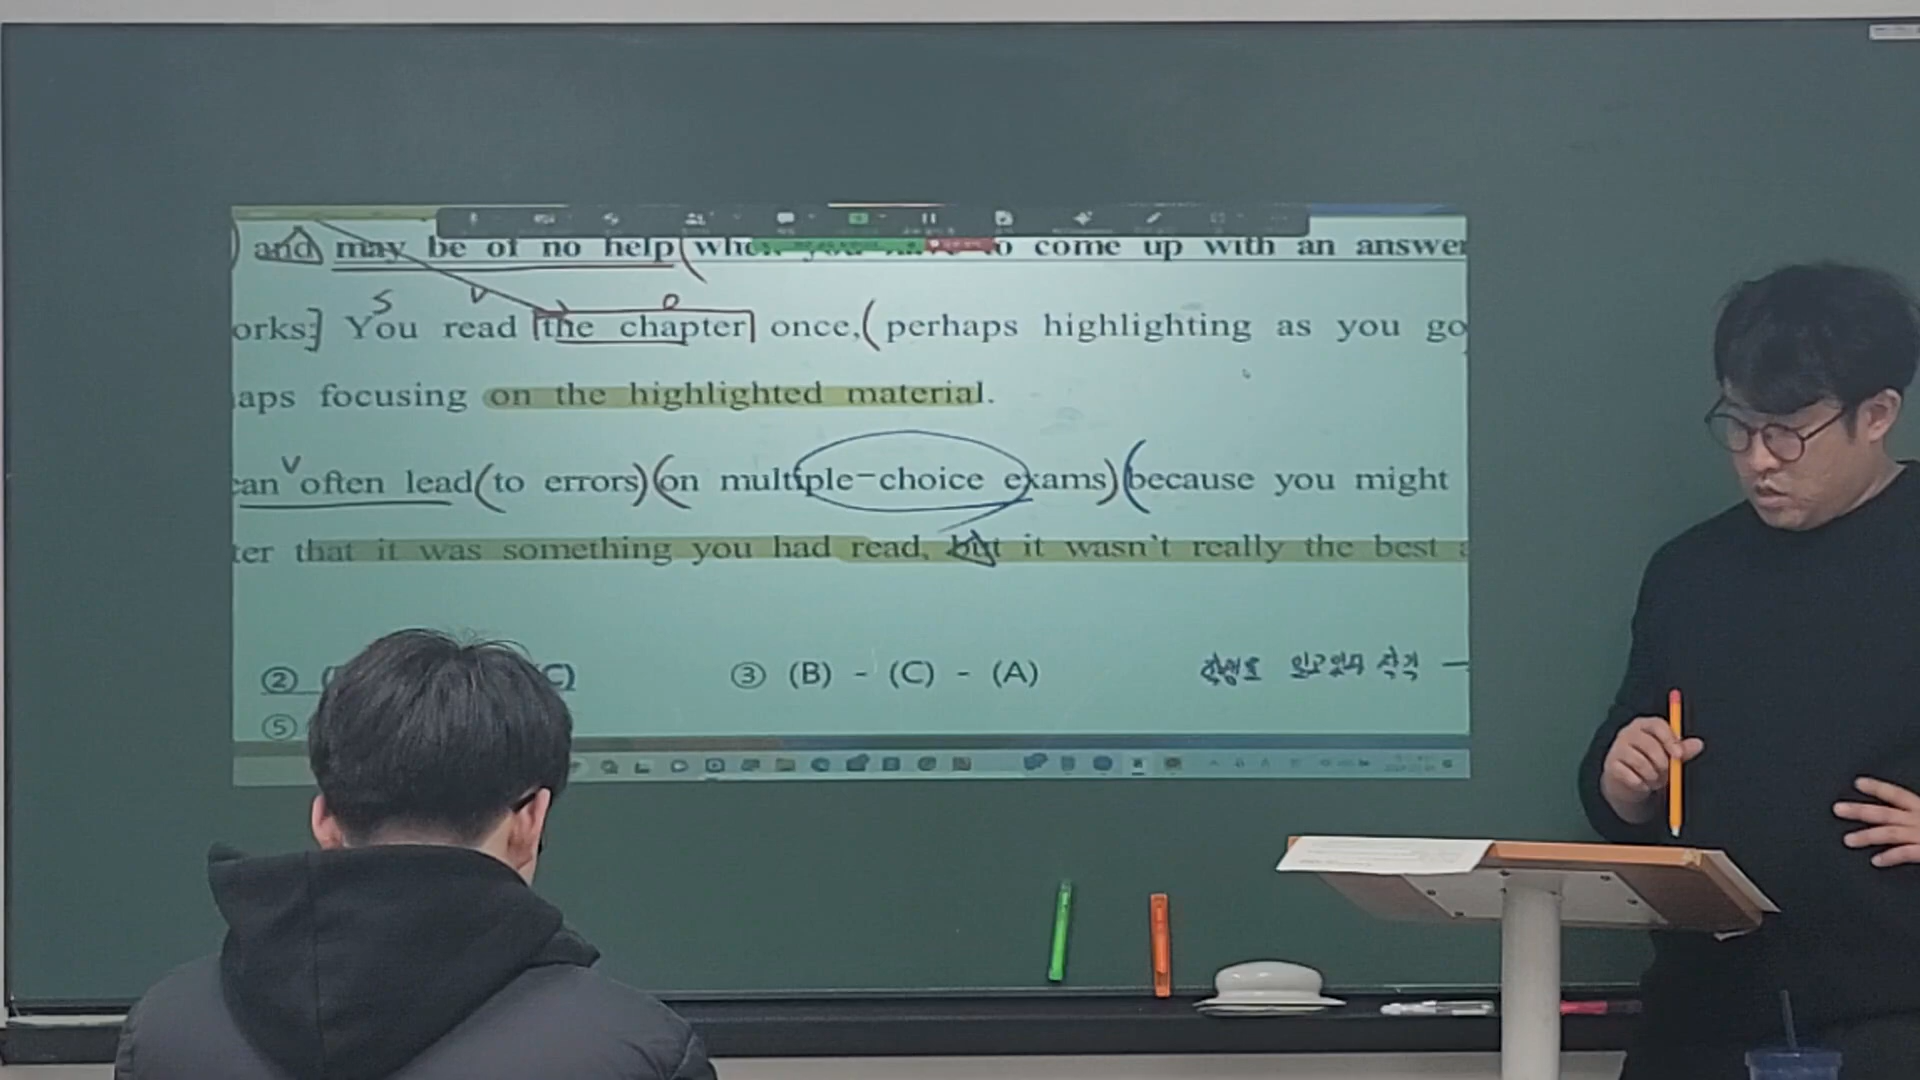 and may be of no help when to come up with an answer
orks:] You read the chapter once, (perhaps highlighting as you go
S V O
aps focusing on the highlighted material.
V
can often lead (to errors) (on multiple-choice exams) (because you might
ter that it was something you had read, but it wasn't really the best a
② C)
③ (B) - (C) - (A)
⑤